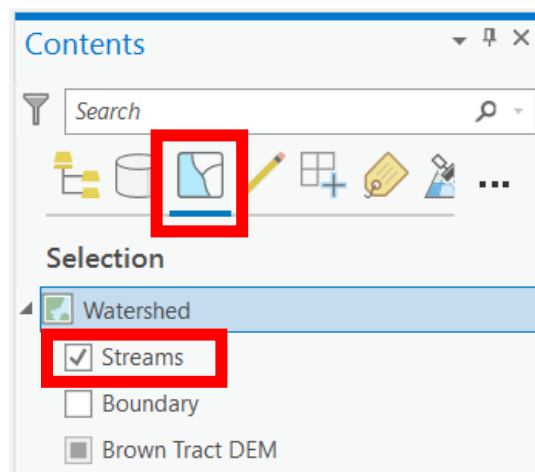 Contents
Search
Selection
Watershed
Streams
Boundary
Brown Tract DEM